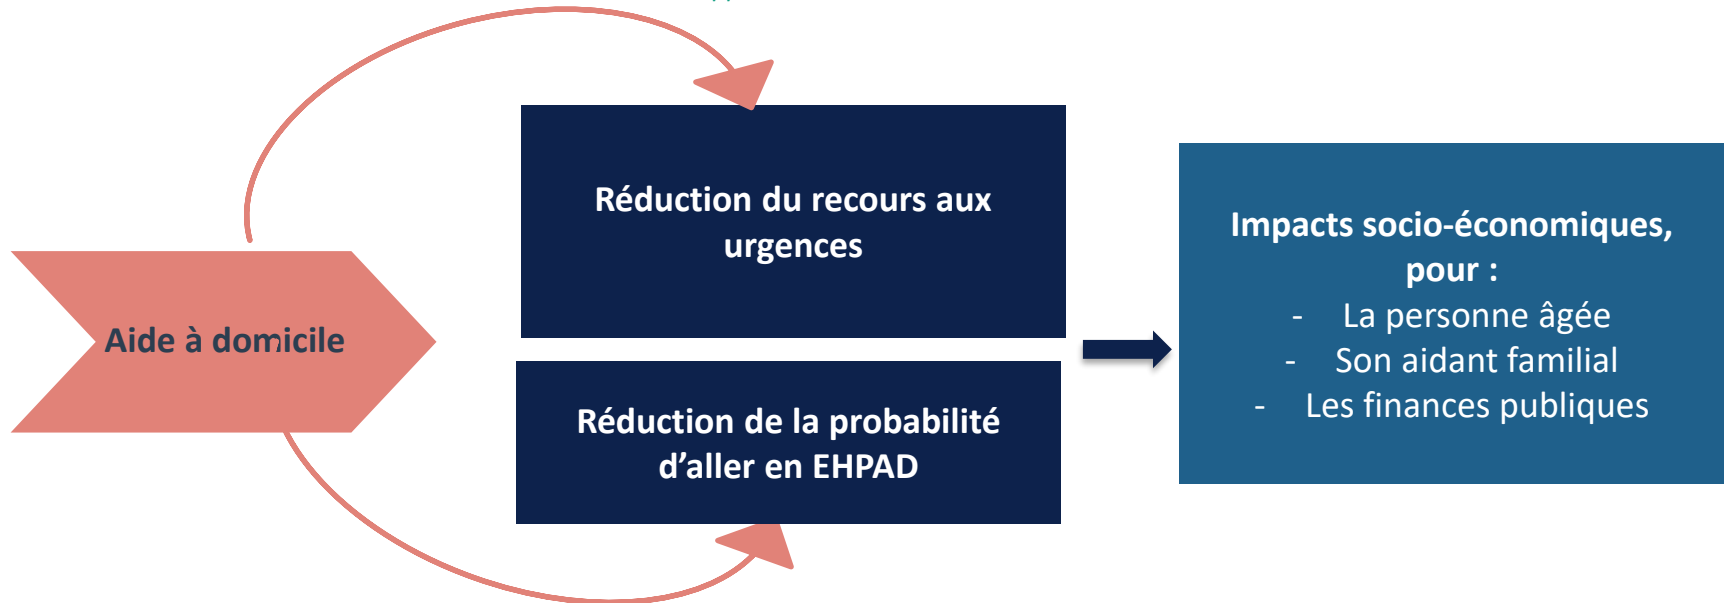 Aide à domicile
Réduction du recours aux
urgences
Réduction de la probabilité
d’aller en EHPAD
Impacts socio-économiques,
pour :
- La personne âgée
- Son aidant familial
- Les finances publiques